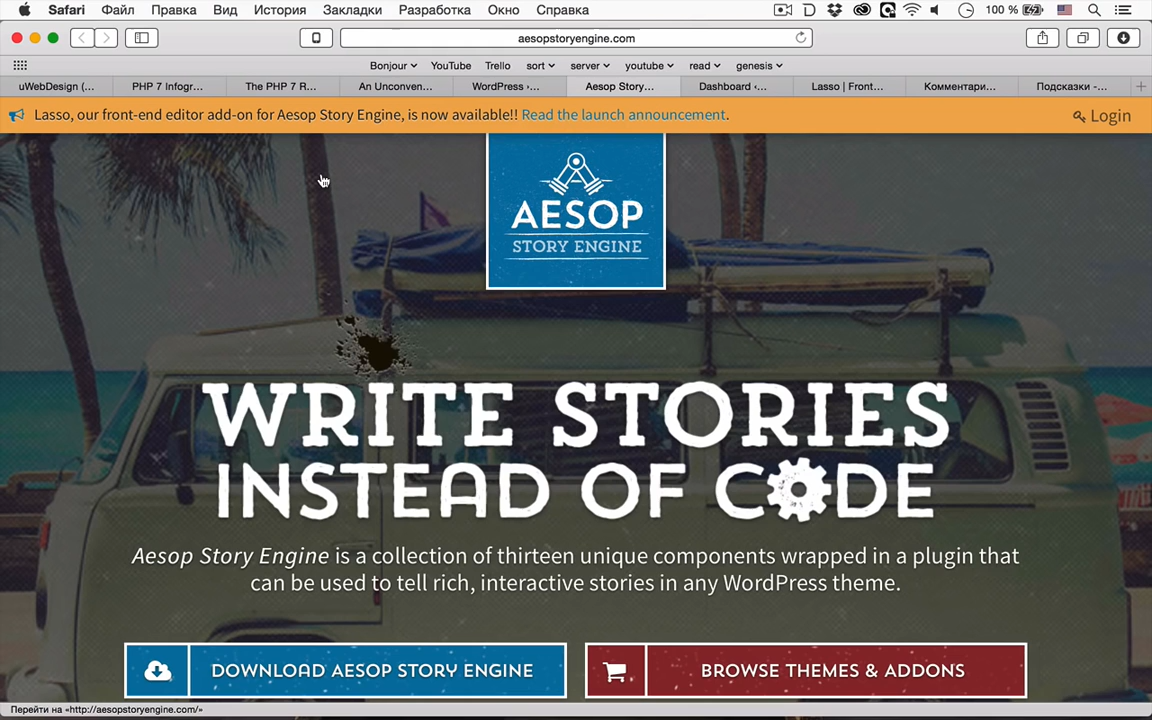 Safari Файл Правка Вид История Закладки Разработка Окно Справка 100 %
aesopstoryengine.com
Bonjour YouTube Trello sort server youtube read genesis
uWebDesign (... PHP 7 Infogr... The PHP 7 R... An Unconven... WordPress ›... Aesop Story... Dashboard ‹... Lasso | Front... Комментари... Подсказки -...
Lasso, our front-end editor add-on for Aesop Story Engine, is now available!! Read the launch announcement. Login
AESOP
STORY ENGINE
WRITE STORIES
INSTEAD OF CODE
Aesop Story Engine is a collection of thirteen unique components wrapped in a plugin that
can be used to tell rich, interactive stories in any WordPress theme.
DOWNLOAD AESOP STORY ENGINE BROWSE THEMES & ADDONS
Перейти на «http://aesopstoryengine.com/»